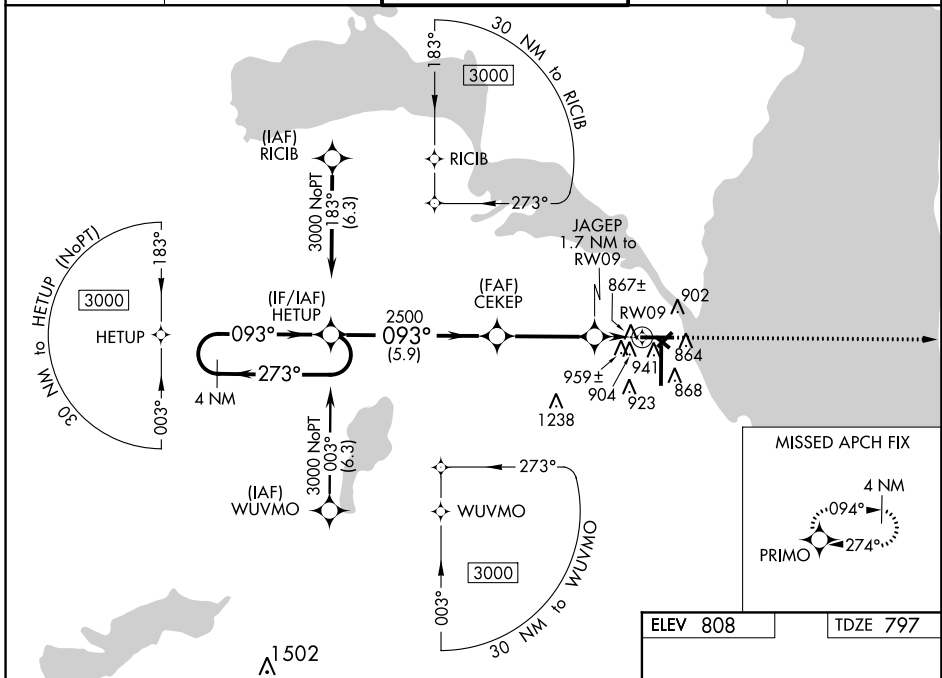 30 NM to RICIB
183°
3000
RICIB
273°
(IAF)
RICIB
3000 NoPT
183°
(6.3)
JAGEP
1.7 NM to
RW09
30 NM to HETUP (NoPT)
183°
3000
HETUP
003°
(IF/IAF)
HETUP
093°
273°
4 NM
2500
093°
(5.9)
(FAF)
CEKEP
867±
RW09
902
864
941
959±
904
923
868
1238
3000 NoPT
003°
(6.3)
(IAF)
WUVMO
273°
WUVMO
3000
003°
30 NM to WUVMO
MISSED APCH FIX
4 NM
094°
274°
PRIMO
ELEV 808
TDZE 797
1502